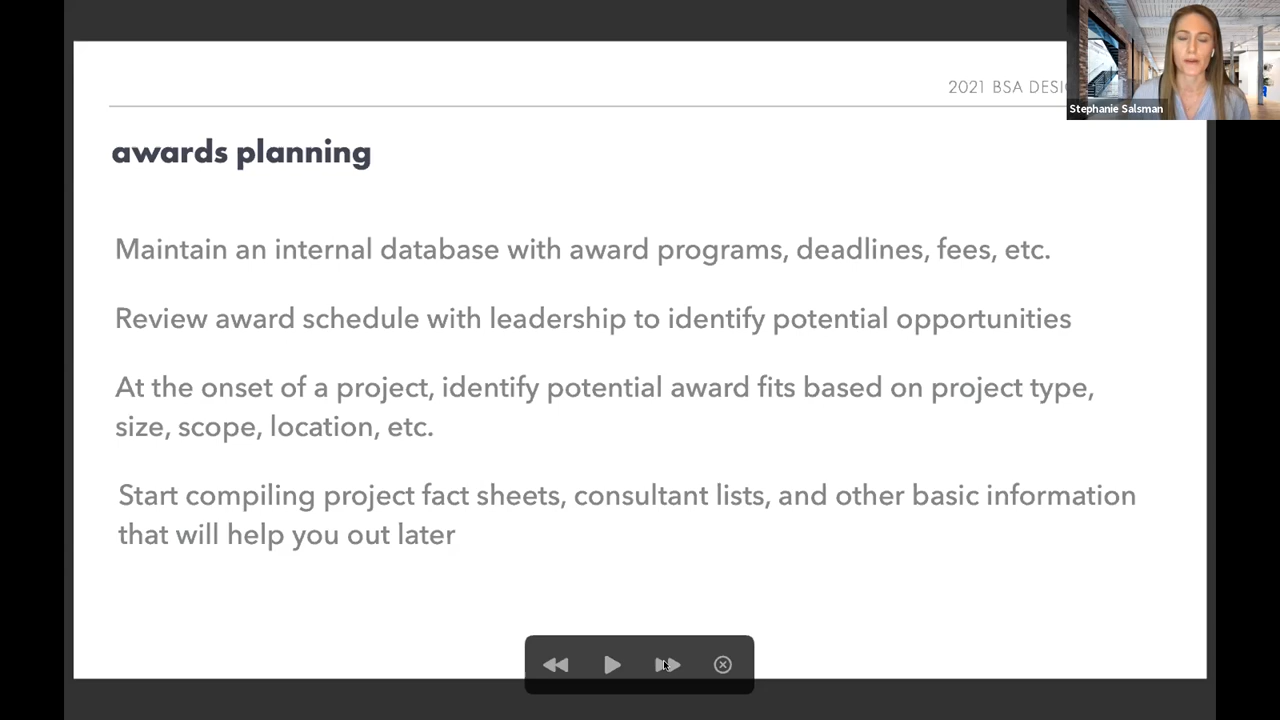 2021 BSA
Stephanie Salsman
awards planning
Maintain an internal database with award programs, deadlines, fees, etc.
Review award schedule with leadership to identify potential opportunities
At the onset of a project, identify potential award fits based on project type,
size, scope, location, etc.
Start compiling project fact sheets, consultant lists, and other basic information
that will help you out later